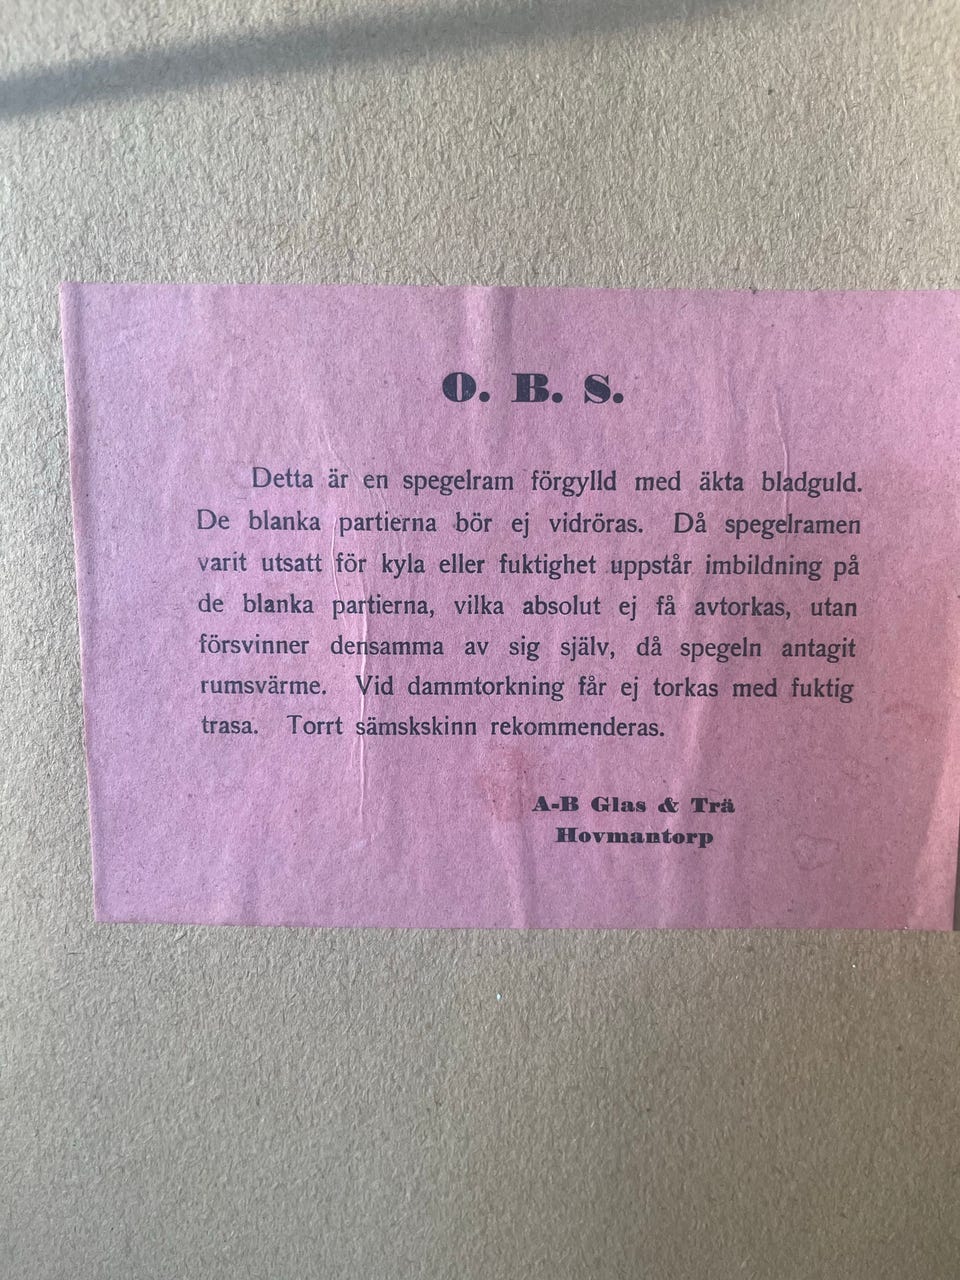 O. B. S.
Detta är en spegelram förgylld med äkta bladguld.
De blanka partierna bör ej vidröras. Då spegelramen
varit utsatt för kyla eller fuktighet uppstår imbildning på
de blanka partierna, vilka absolut ej få avtorkas, utan
försvinner densamma av sig själv, då spegeln antagit
rumsvärme. Vid dammtorkning får ej torkas med fuktig
trasa. Torrt sämskskinn rekommenderas.
A-B Glas & Trä
Hovmantorp